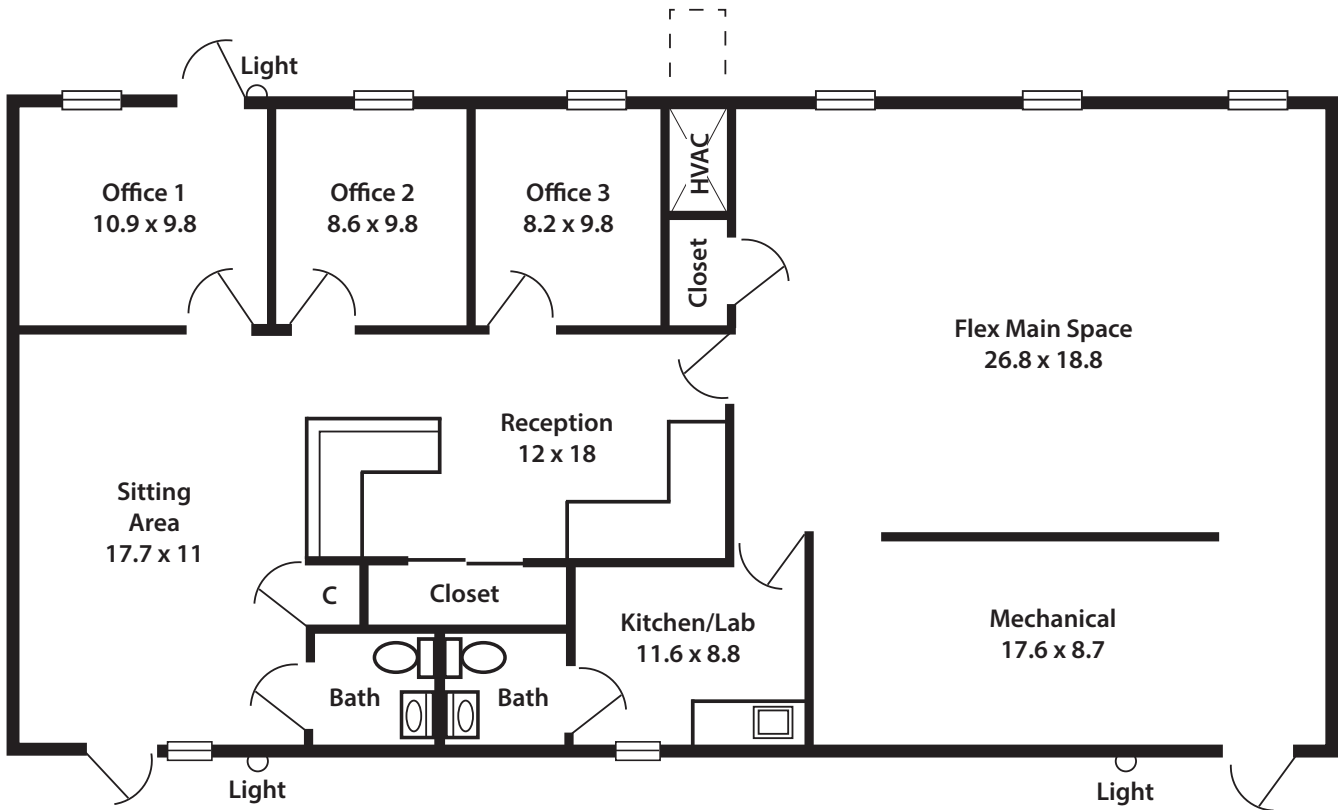 Light
Office 1
10.9 x 9.8
Office 2
8.6 x 9.8
Office 3
8.2 x 9.8
HVAC
Closet
Flex Main Space
26.8 x 18.8
Reception
12 x 18
Sitting
Area
17.7 x 11
C
Closet
Kitchen/Lab
11.6 x 8.8
Mechanical
17.6 x 8.7
Bath
Bath
Light
Light